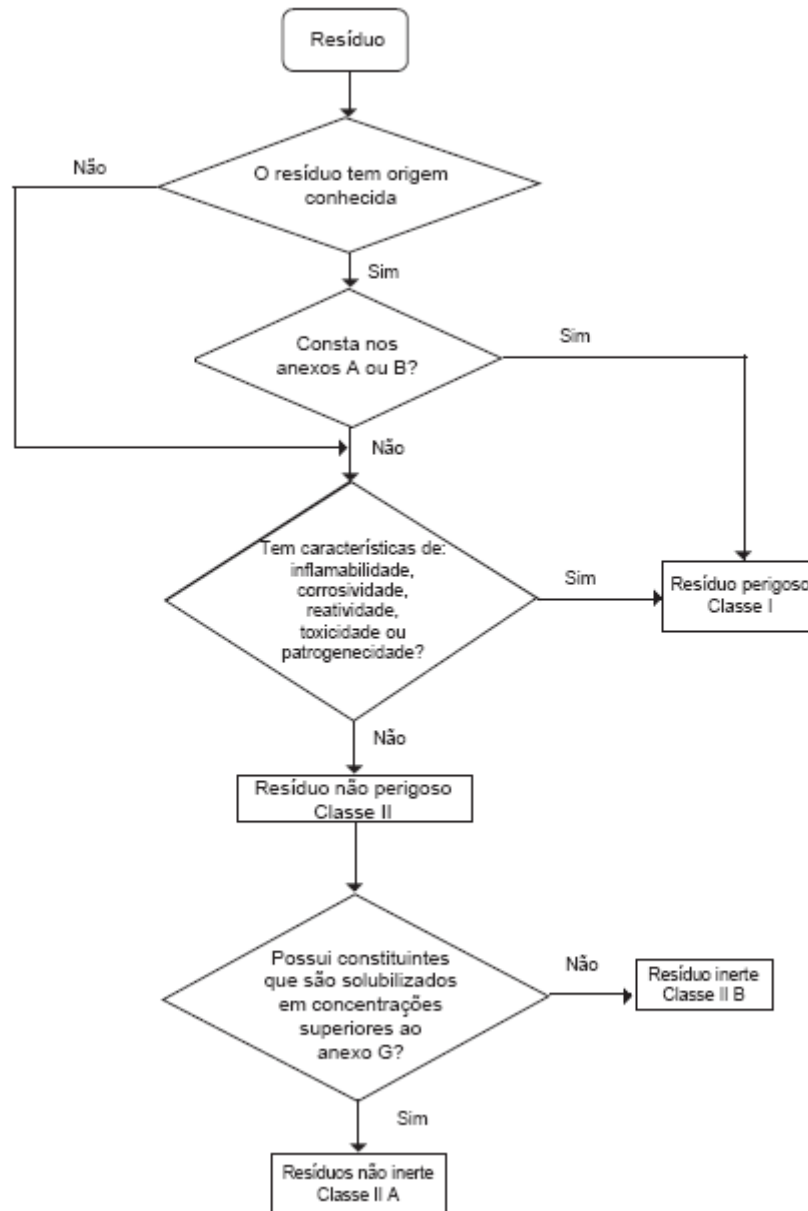 Resíduo
Não
O resíduo tem origem
conhecida
Sim
Consta nos
anexos A ou B?
Sim
Não
Tem características de:
inflamabilidade,
corrosividade,
reatividade,
toxicidade ou
patrogenecidade?
Sim
Resíduo perigoso
Classe I
Não
Resíduo não perigoso
Classe II
Possui constituintes
que são solubilizados
em concentrações
superiores ao
anexo G?
Não
Resíduo inerte
Classe II B
Sim
Resíduos não inerte
Classe II A